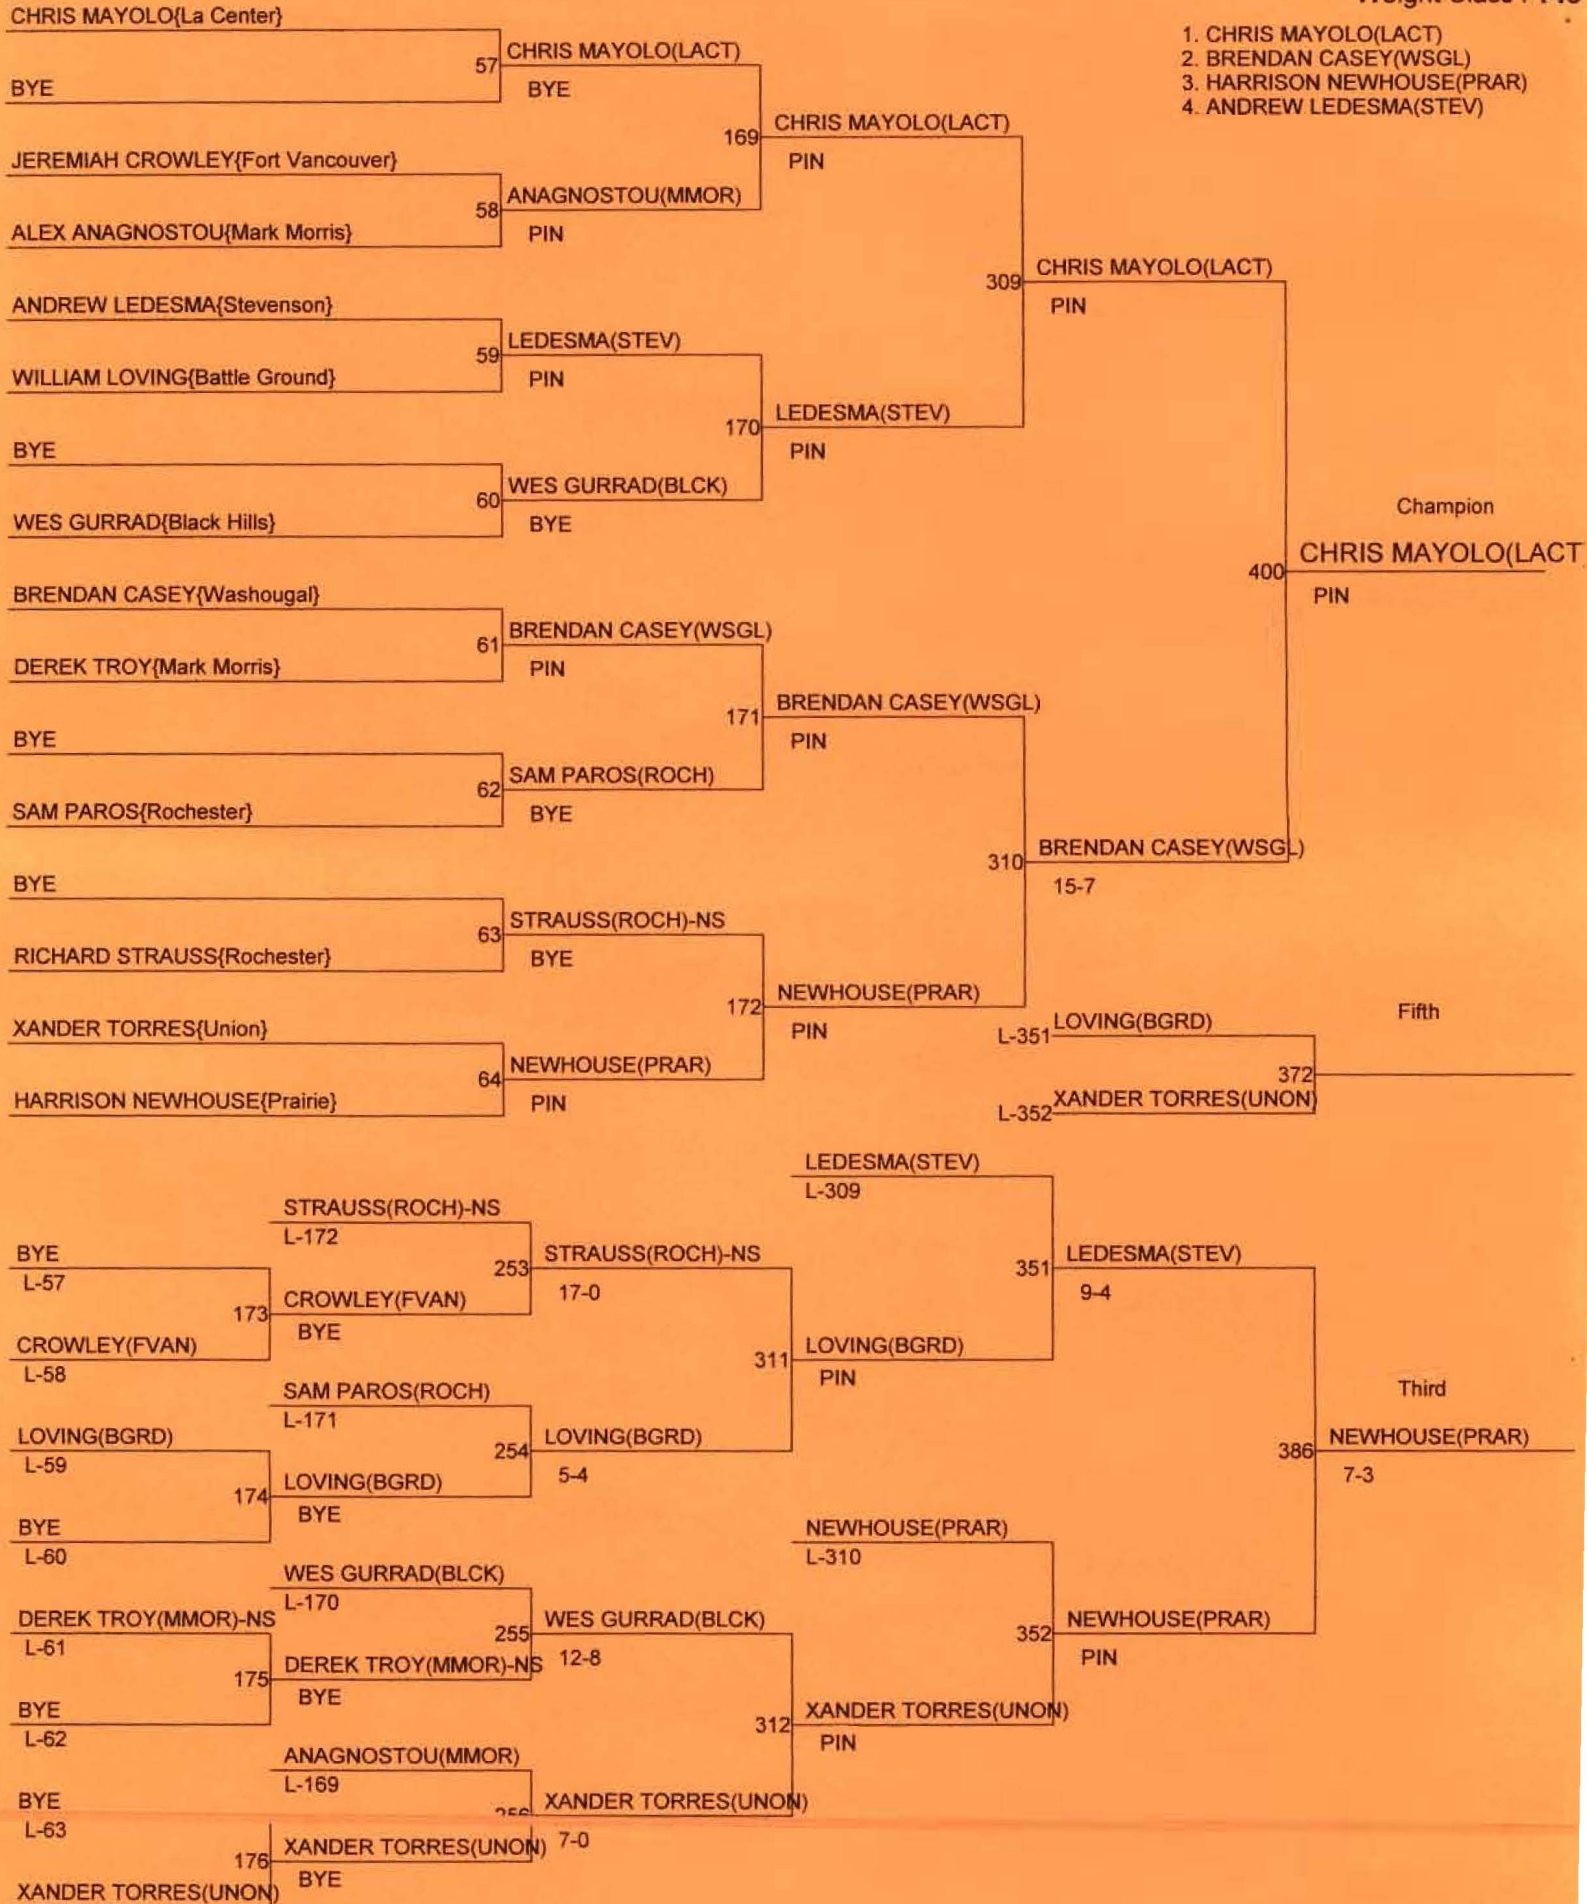 CHRIS MAYOLO{La Center}
57
CHRIS MAYOLO(LACT)
BYE
BYE
169
CHRIS MAYOLO(LACT)
PIN
JEREMIAH CROWLEY{Fort Vancouver}
58
ANAGNOSTOU(MMOR)
PIN
ALEX ANAGNOSTOU{Mark Morris}
309
CHRIS MAYOLO(LACT)
PIN
ANDREW LEDESMA{Stevenson}
59
LEDESMA(STEV)
PIN
WILLIAM LOVING{Battle Ground}
170
LEDESMA(STEV)
PIN
BYE
60
WES GURRAD(BLCK)
BYE
WES GURRAD{Black Hills}
1. CHRIS MAYOLO(LACT)
2. BRENDAN CASEY(WSGL)
3. HARRISON NEWHOUSE(PRAR)
4. ANDREW LEDESMA(STEV)
Champion
400
CHRIS MAYOLO(LACT
PIN
BRENDAN CASEY{Washougal}
61
BRENDAN CASEY(WSGL)
PIN
DEREK TROY{Mark Morris}
171
BRENDAN CASEY(WSGL)
PIN
BYE
62
SAM PAROS(ROCH)
BYE
SAM PAROS{Rochester}
310
BRENDAN CASEY(WSGL)
15-7
BYE
63
STRAUSS(ROCH)-NS
BYE
RICHARD STRAUSS{Rochester}
172
NEWHOUSE(PRAR)
PIN
XANDER TORRES{Union}
64
NEWHOUSE(PRAR)
PIN
HARRISON NEWHOUSE{Prairie}
Fifth
L-351
LOVING(BGRD)
372
L-352
XANDER TORRES(UNON)
LEDESMA(STEV)
L-309
STRAUSS(ROCH)-NS
L-172
BYE
L-57
253
STRAUSS(ROCH)-NS
17-0
351
LEDESMA(STEV)
9-4
173
CROWLEY(FVAN)
BYE
CROWLEY(FVAN)
L-58
311
LOVING(BGRD)
PIN
SAM PAROS(ROCH)
L-171
Third
LOVING(BGRD)
L-59
254
LOVING(BGRD)
5-4
386
NEWHOUSE(PRAR)
7-3
174
LOVING(BGRD)
BYE
BYE
L-60
NEWHOUSE(PRAR)
L-310
WES GURRAD(BLCK)
L-170
DEREK TROY(MMOR)-NS
L-61
255
WES GURRAD(BLCK)
12-8
352
NEWHOUSE(PRAR)
PIN
175
DEREK TROY(MMOR)-NS
BYE
BYE
L-62
312
XANDER TORRES(UNON)
PIN
ANAGNOSTOU(MMOR)
L-169
BYE
L-63
XANDER TORRES(UNON)
7-0
176
XANDER TORRES(UNON)
BYE
XANDER TORRES(UNON)